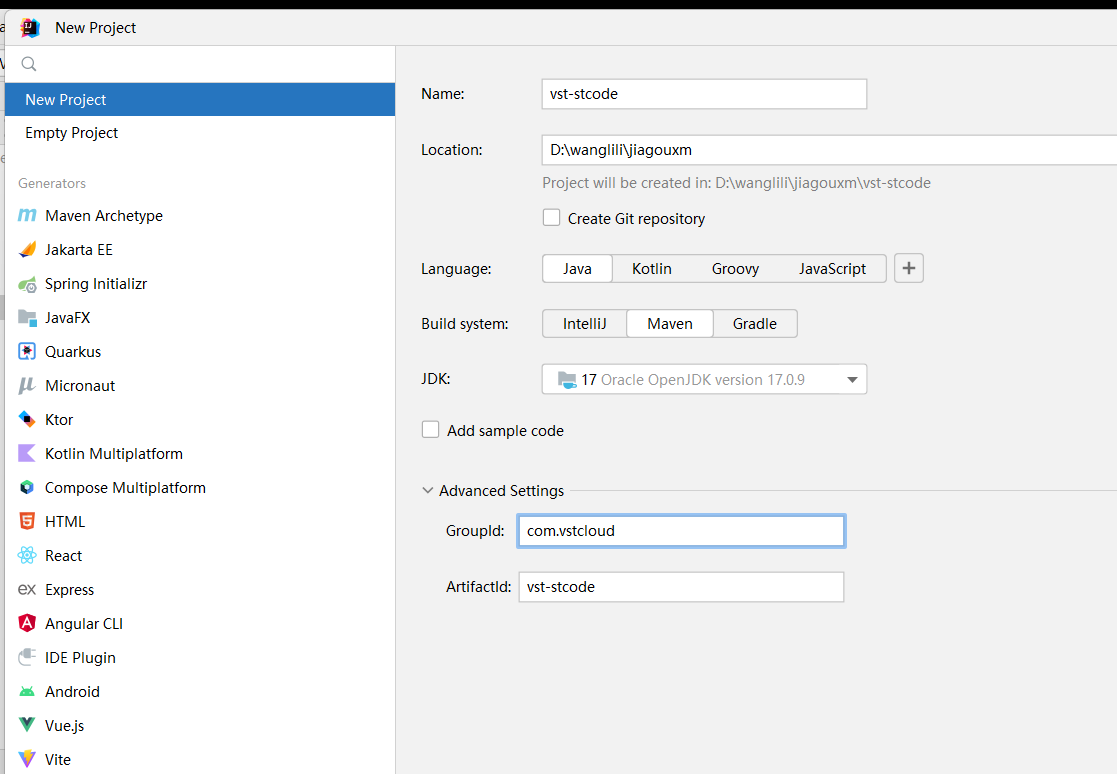 New Project
New Project
Empty Project
Generators
Maven Archetype
Jakarta EE
Spring Initializr
JavaFX
Quarkus
Micronaut
Ktor
Kotlin Multiplatform
Compose Multiplatform
HTML
React
ex Express
Angular CLI
IDE Plugin
Android
Vue.js
Vite
Name: vst-stcode
Location: D:\wanglili\jiagouxm
Project will be created in: D:\wanglili\jiagouxm\vst-stcode
Create Git repository
Language: Java Kotlin Groovy JavaScript +
Build system: IntelliJ Maven Gradle
JDK: 17 Oracle OpenJDK version 17.0.9
Add sample code
Advanced Settings
GroupId: com.vstcloud
ArtifactId: vst-stcode